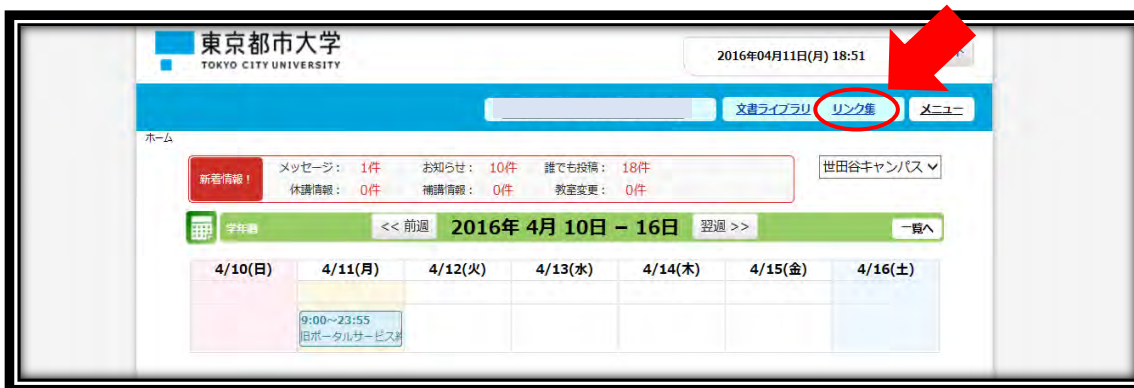 東京都市大学
TOKYO CITY UNIVERSITY
2016年04月11日(月) 18:51
文書ライブラリ リンク集 メニュー
ホーム
新着情報！ メッセージ： 1件 お知らせ： 10件 誰でも投稿： 18件
休講情報： 0件 補講情報： 0件 教室変更： 0件
世田谷キャンパス
学年暦 << 前週 2016年 4月 10日 － 16日 翌週 >> 一覧へ
4/10(日) 4/11(月) 4/12(火) 4/13(水) 4/14(木) 4/15(金) 4/16(土)
9:00～23:55
旧ポータルサービス